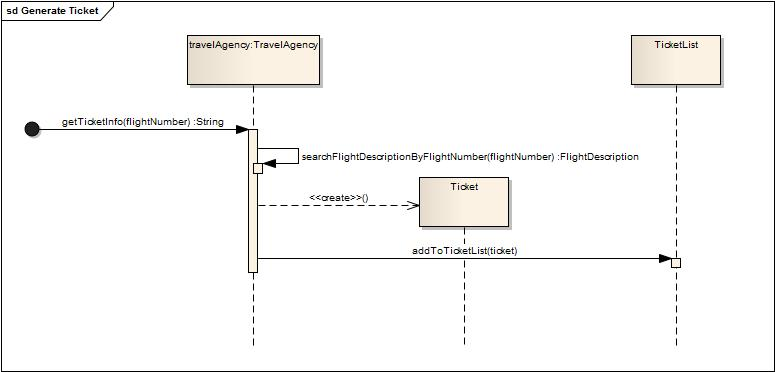 sd Generate Ticket
travelAgency:TravelAgency
TicketList
getTicketInfo(flightNumber) :String
searchFlightDescriptionByFlightNumber(flightNumber) :FlightDescription
Ticket
<<create>>()
addToTicketList(ticket)